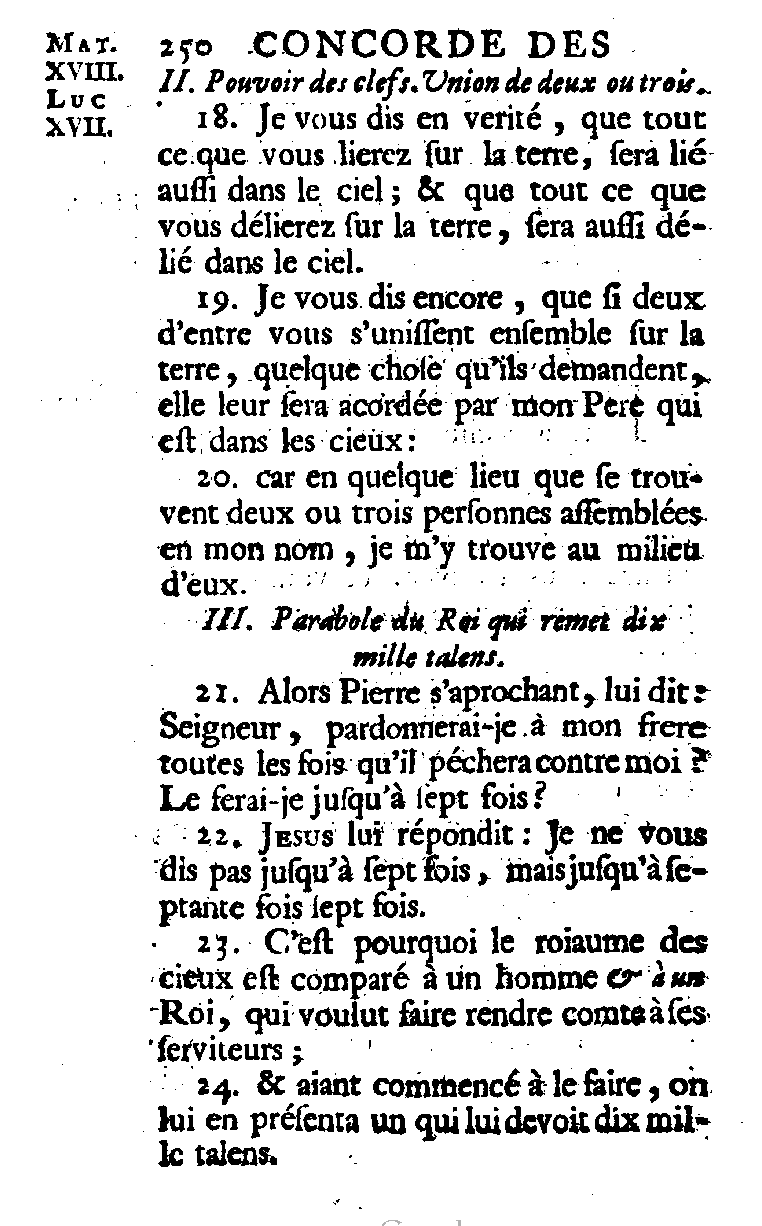 MAT.
XVIII.
LUC
XVII.
250 CONCORDE DES
II. Pouvoir des clefs. Union de deux ou trois.
18. Je vous dis en verité, que tout
ce que vous lierez ſur la terre, ſera lié
auſſi dans le ciel; & que tout ce que
vous délierez ſur la terre, ſera auſſi dé-
lié dans le ciel.
19. Je vous dis encore, que ſi deux
d'entre vous s'uniſſent enſemble ſur la
terre, quelque choſe qu'ils demandent,
elle leur ſera acordée par mon Pere qui
eſt dans les cieux:
20. car en quelque lieu que ſe trou-
vent deux ou trois perſonnes aſſemblées
en mon nom, je m'y trouve au milieu
d'eux.
III. Parabole du Roi qui remet dix
mille talens.
21. Alors Pierre s'aprochant, lui dit:
Seigneur, pardonnerai-je à mon frere
toutes les fois qu'il péchera contre moi?
Le ferai-je juſqu'à ſept fois?
22. JESUS lui répondit: Je ne vous
dis pas juſqu'à ſept fois, mais juſqu'à ſe-
ptante fois ſept fois.
23. C'eſt pourquoi le roiaume des
cieux eſt comparé à un homme & à un
Roi, qui voulut faire rendre comte à ſes
ſerviteurs;
24. & aiant commencé à le faire, on
lui en préſenta un qui lui devoit dix mil-
le talens.